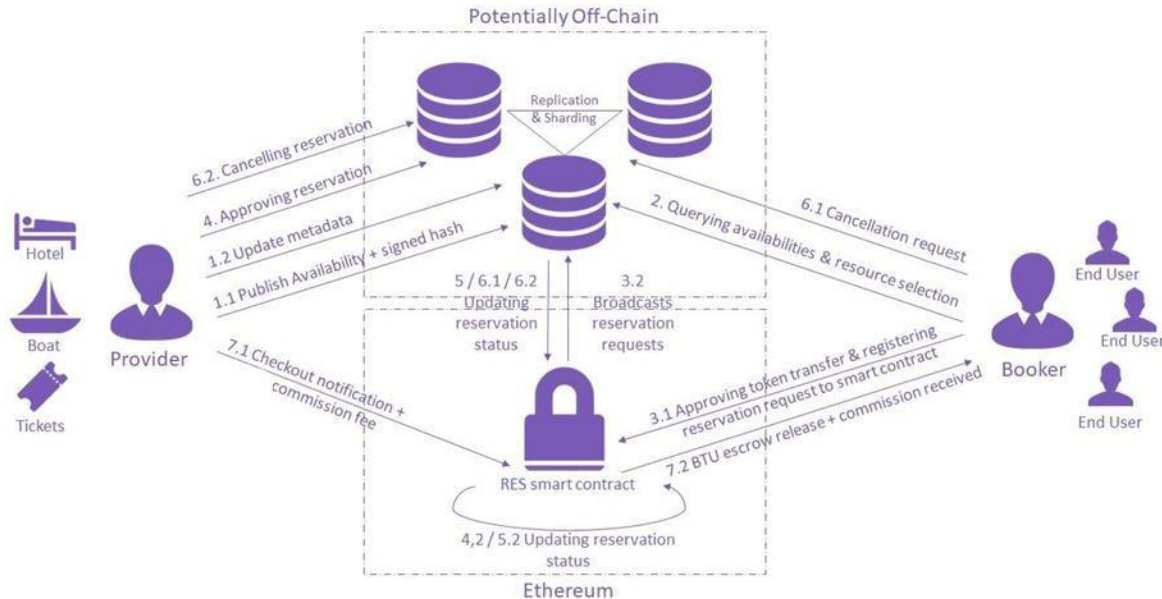 Potentially Off-Chain
Replication
& Sharding
6.2. Cancelling reservation
4. Approving reservation
1.2 Update metadata
1.1 Publish Availability + signed hash
Hotel
Boat
Tickets
Provider
7.1 Checkout notification +
commission fee
5 / 6.1 / 6.2
Updating
reservation
status
3.2
Broadcasts
reservation
requests
6.1 Cancellation request
2. Querying availabilities & resource selection
3.1 Approving token transfer & registering
reservation request to smart contract
7.2 BTU escrow release + commission received
Booker
End User
End User
End User
RES smart contract
4,2 / 5.2 Updating reservation
status
Ethereum